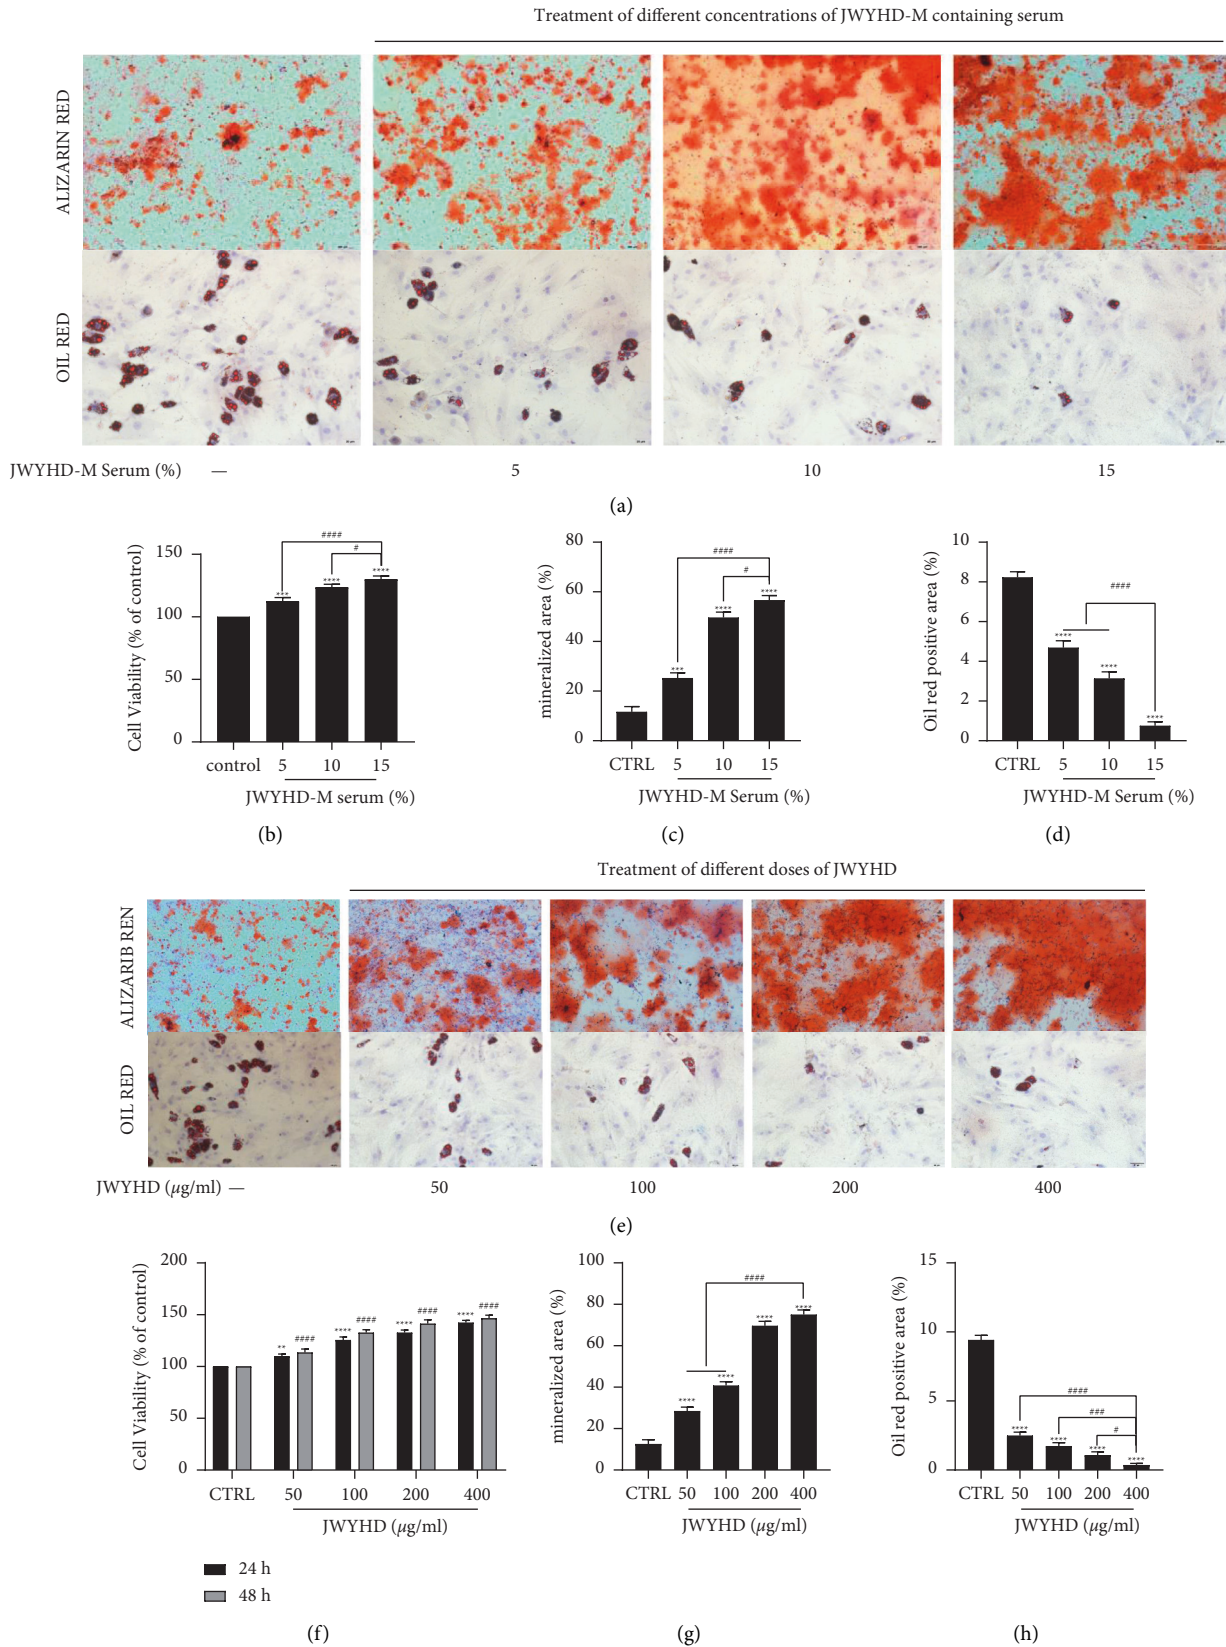 Treatment of different concentrations of JWYHD-M containing serum
ALIZARIN RED
OIL RED
JWYHD-M Serum (%) — 5 10 15
(a)
Cell Viability (% of control)
150
100
50
0
***
****
****
####
#
control 5 10 15
JWYHD-M serum (%)
(b)
mineralized area (%)
80
60
40
20
0
***
****
****
####
#
CTRL 5 10 15
JWYHD-M Serum (%)
(c)
Oil red positive area (%)
10
8
6
4
2
0
****
****
****
####
CTRL 5 10 15
JWYHD-M Serum (%)
(d)
Treatment of different doses of JWYHD
ALIZARIB REN
OIL RED
JWYHD (μg/ml) — 50 100 200 400
(e)
Cell Viability (% of control)
200
150
100
50
0
** ####
**** ####
**** ####
**** ####
CTRL 50 100 200 400
JWYHD (μg/ml)
24 h
48 h
(f)
mineralized area (%)
100
80
60
40
20
0
****
****
****
****
####
CTRL 50 100 200 400
JWYHD (μg/ml)
(g)
Oil red positive area (%)
15
10
5
0
****
****
****
****
####
###
#
CTRL 50 100 200 400
JWYHD (μg/ml)
(h)